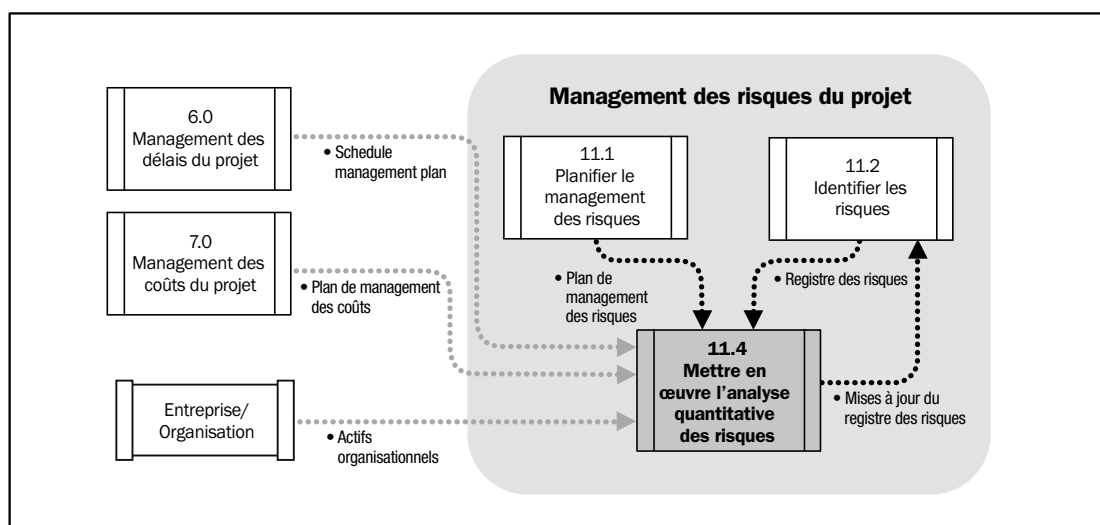 Management des risques du projet
6.0
Management des
délais du projet
• Schedule
management plan
7.0
Management des
coûts du projet
• Plan de management
des coûts
Entreprise/
Organisation
• Actifs
organisationnels
11.1
Planifier le
management
des risques
• Plan de
management
des risques
11.2
Identifier les
risques
• Registre des risques
11.4
Mettre en
œuvre l’analyse
quantitative
des risques
• Mises à jour du
registre des risques